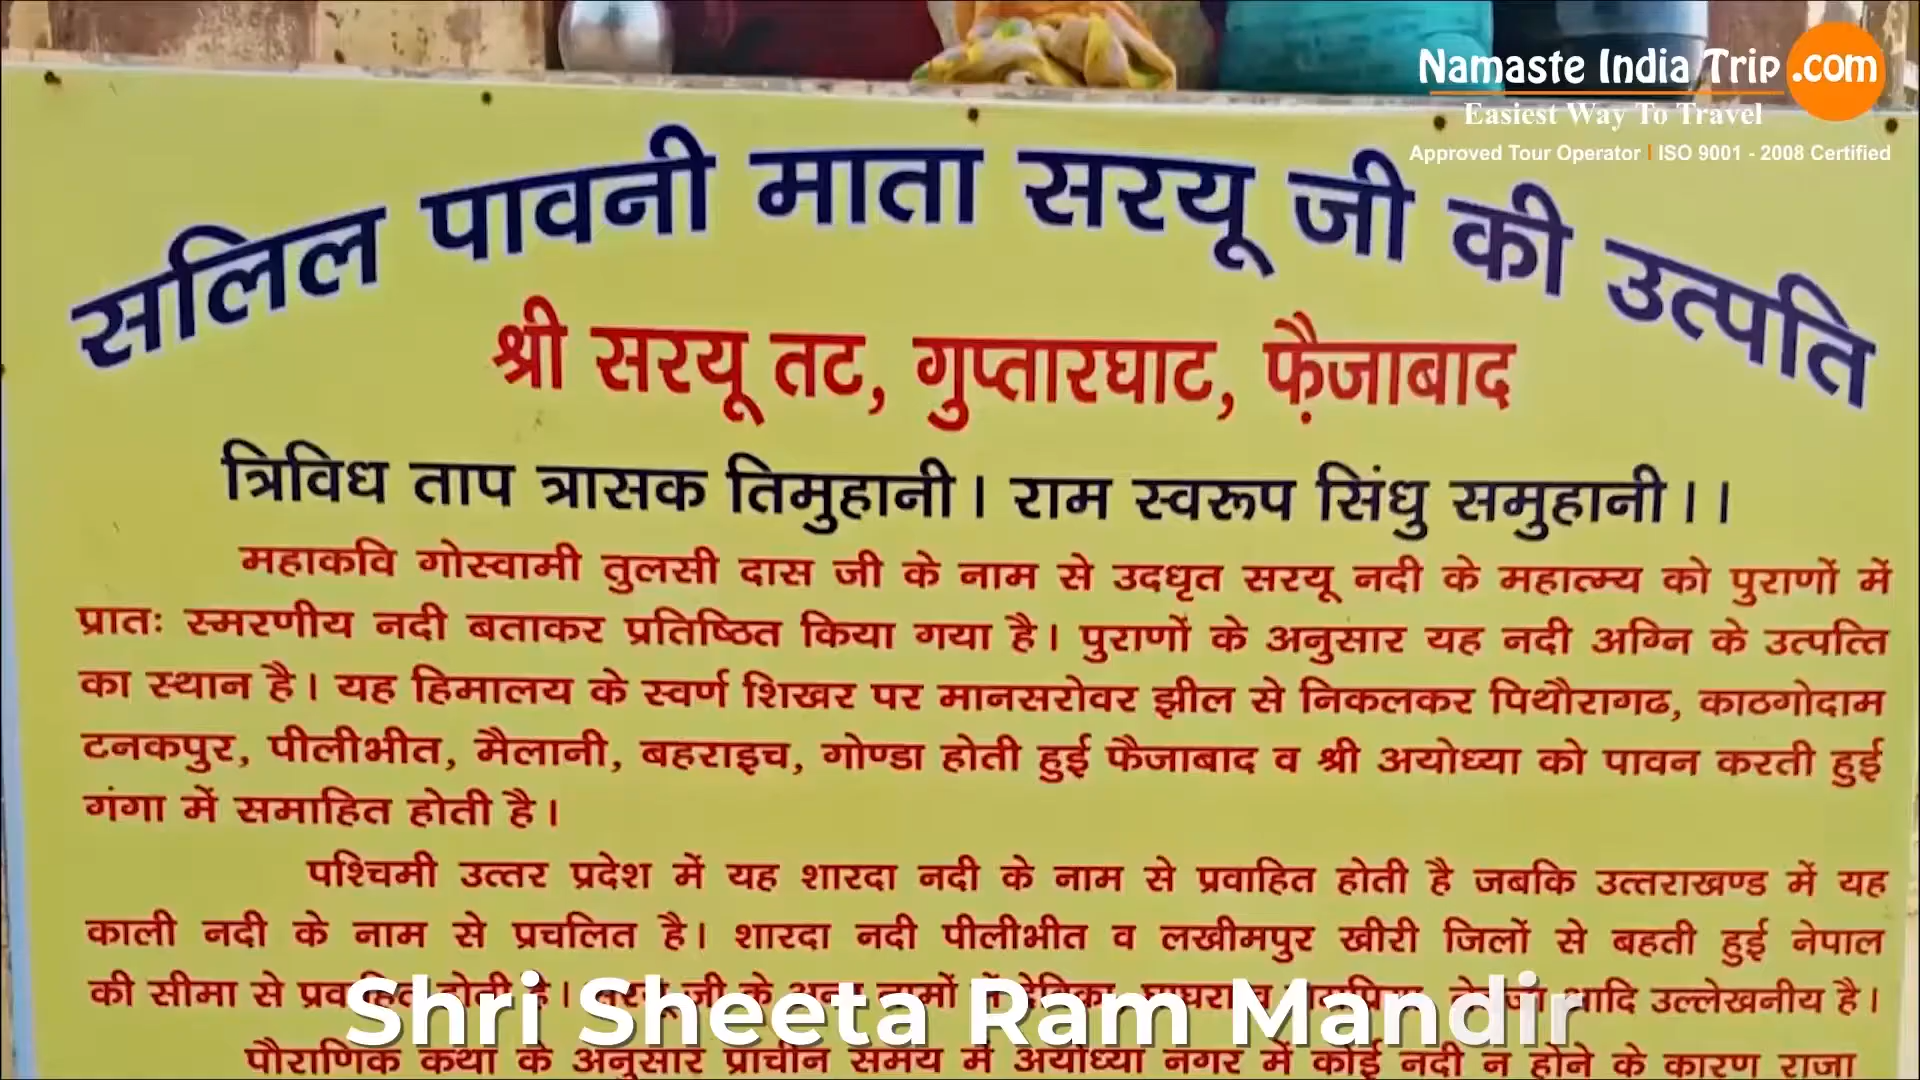 Namaste India Trip .com
Easiest Way To Travel
Approved Tour Operator | ISO 9001 - 2008 Certified
सलिल पावनी माता सरयू जी की उत्पति
श्री सरयू तट, गुप्तारघाट, फ़ैजाबाद
त्रिविध ताप त्रासक तिमुहानी। राम स्वरूप सिंधु समुहानी।।
महाकवि गोस्वामी तुलसी दास जी के नाम से उदधृत सरयू नदी के महात्म्य को पुराणों में
प्रातः स्मरणीय नदी बताकर प्रतिष्ठित किया गया है। पुराणों के अनुसार यह नदी अग्नि के उत्पत्ति
का स्थान है। यह हिमालय के स्वर्ण शिखर पर मानसरोवर झील से निकलकर पिथौरागढ, काठगोदाम
टनकपुर, पीलीभीत, मैलानी, बहराइच, गोण्डा होती हुई फैजाबाद व श्री अयोध्या को पावन करती हुई
गंगा में समाहित होती है।
पश्चिमी उत्तर प्रदेश में यह शारदा नदी के नाम से प्रवाहित होती है जबकि उत्तराखण्ड में यह
काली नदी के नाम से प्रचलित है। शारदा नदी पीलीभीत व लखीमपुर खीरी जिलों से बहती हुई नेपाल
की सीमा से प्रवाहित होती है। जी के नामों में आदि उल्लेखनीय है।
Shri Sheeta Ram Mandir
पौराणिक कथा के अनुसार प्राचीन समय में अयोध्या नगर में कोई नदी न होने के कारण राजा